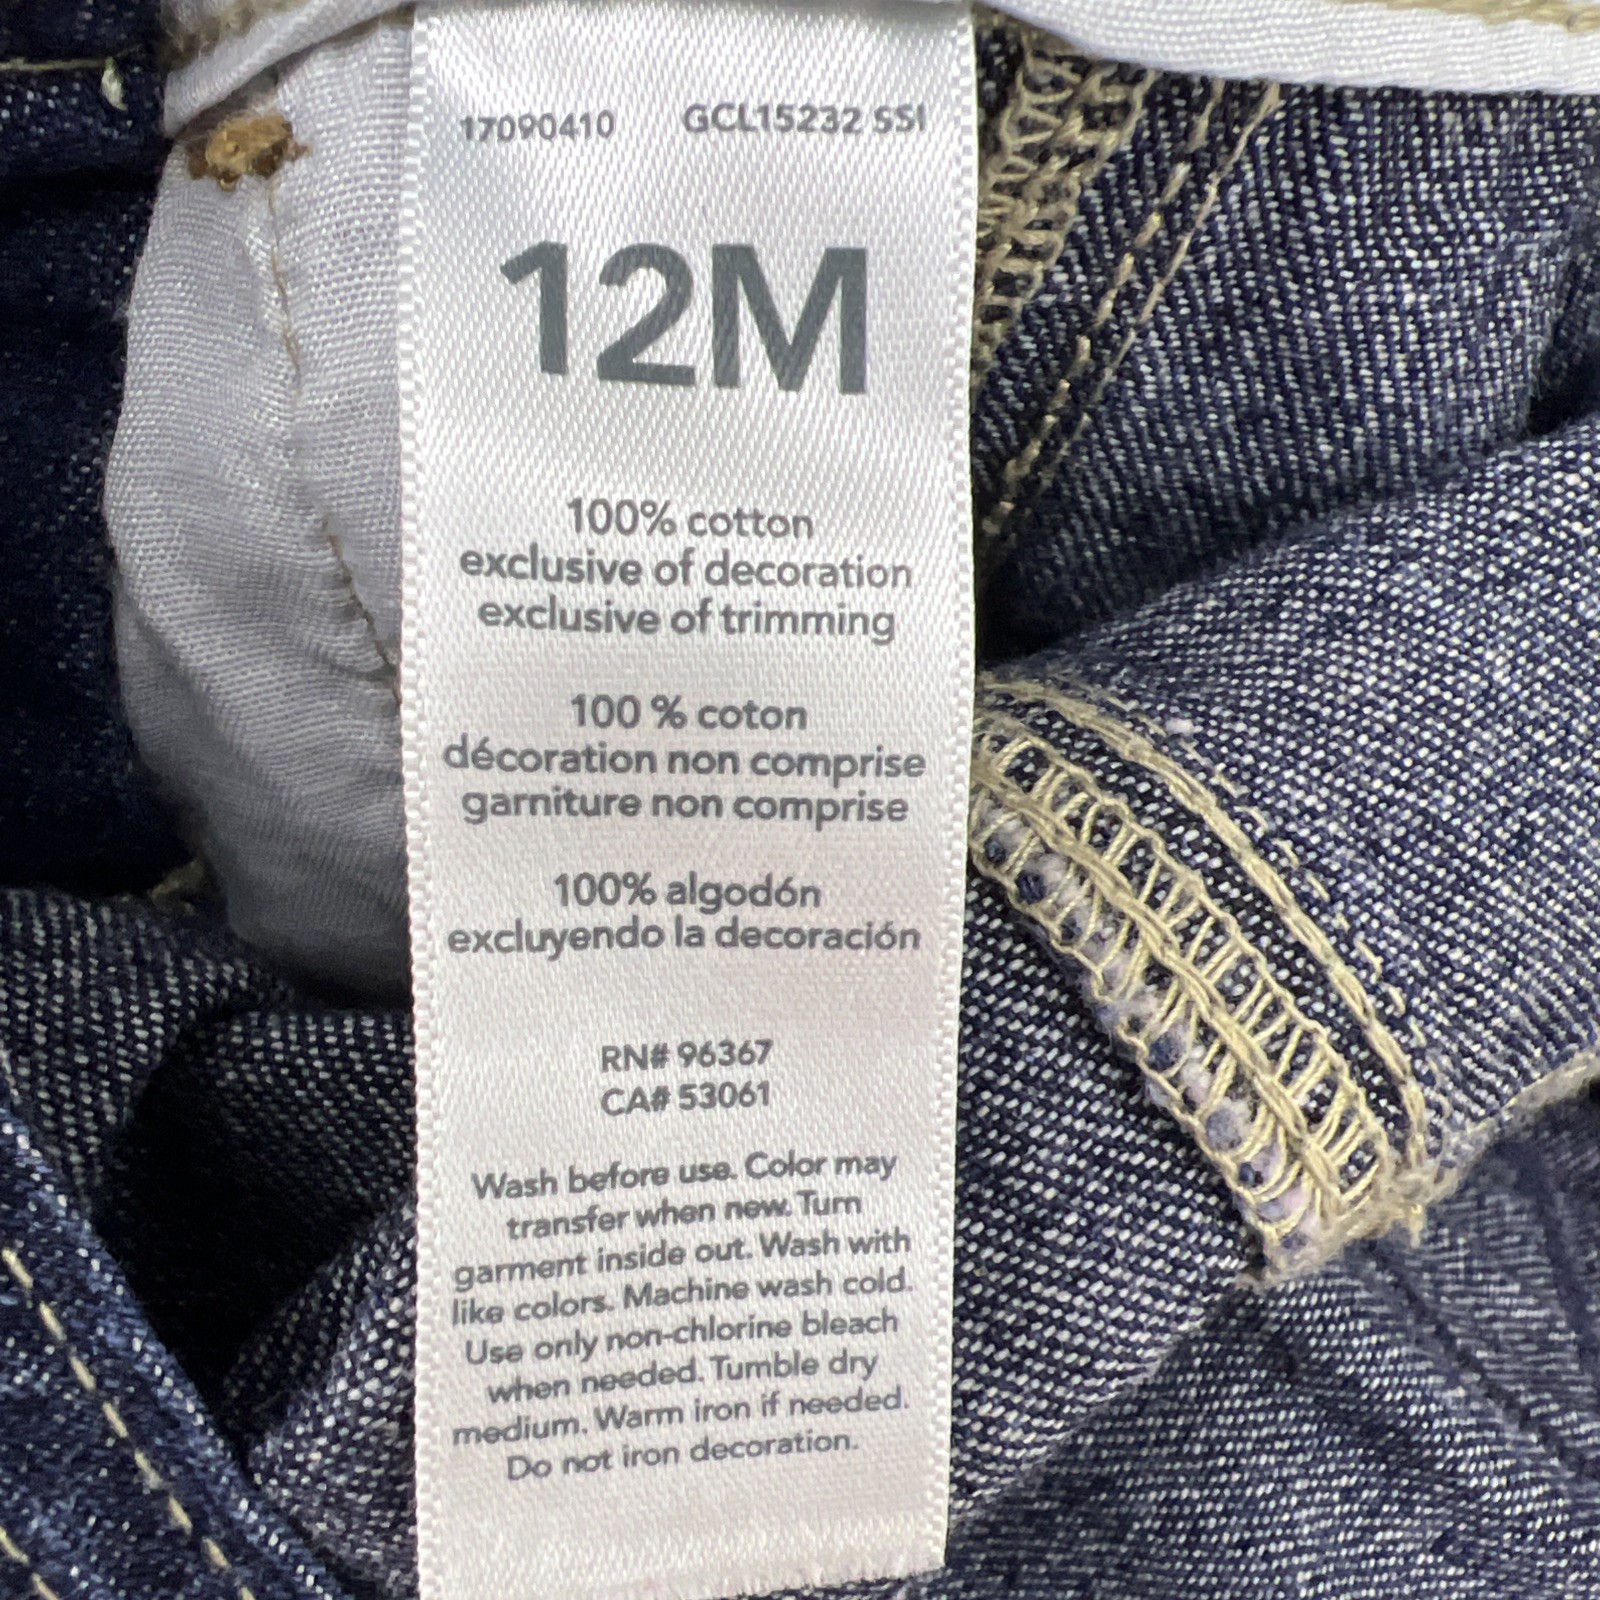 17090410 GCL15232 SSI
12M
100% cotton
exclusive of decoration
exclusive of trimming
100 % coton
décoration non comprise
garniture non comprise
100% algodón
excluyendo la decoración
RN# 96367
CA# 53061
Wash before use. Color may
transfer when new. Turn
garment inside out. Wash with
like colors. Machine wash cold.
Use only non-chlorine bleach
when needed. Tumble dry
medium. Warm iron if needed.
Do not iron decoration.